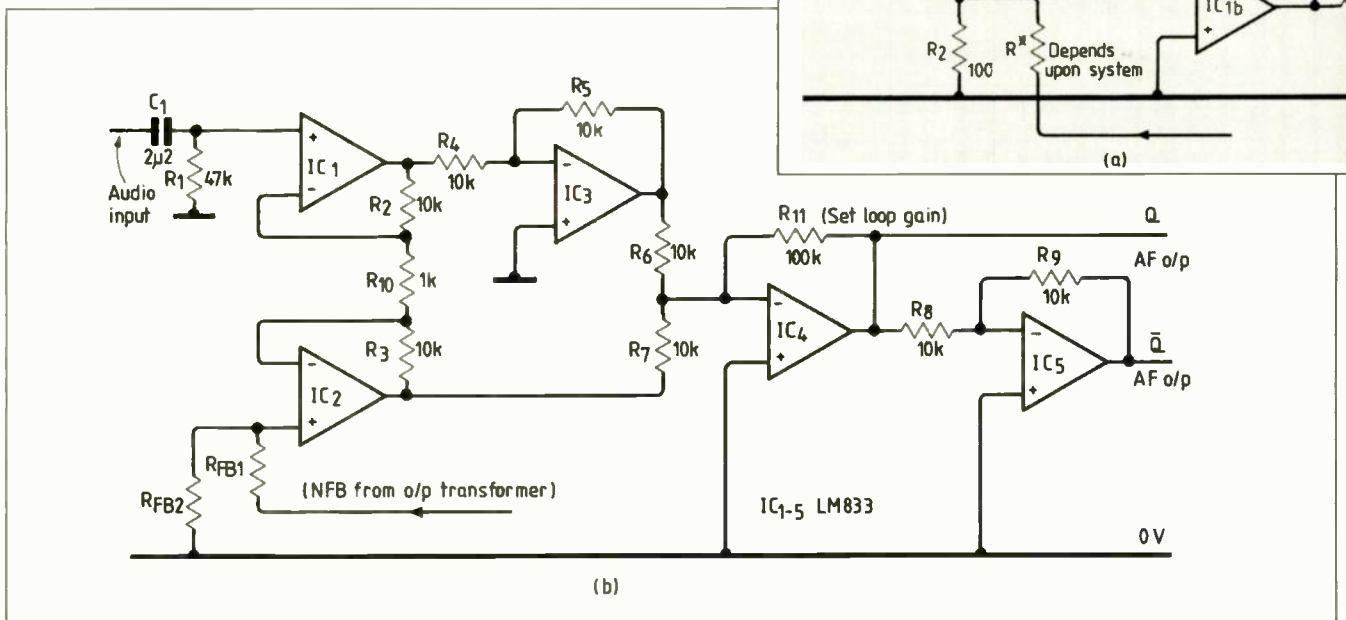 IC1b
+
R2
100
R* Depends
upon system
(a)
C1
2µ2
R1 47k
Audio
input
+
-
IC1
R2 10k
R10 1k
R3 10k
-
IC2
+
RFB1
RFB2
(NFB from o/p transformer)
R4
10k
R5
10k
-
IC3
+
R6 10k
R7 10k
R11 (Set loop gain)
100k
-
IC4
+
R8
10k
R9
10k
-
IC5
+
Q
AF o/p
Q̅
AF o/p
IC1-5 LM833
0V
(b)